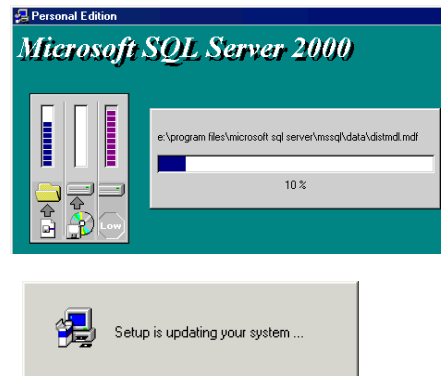 Personal Edition
Microsoft SQL Server 2000
e:\program files\microsoft sql server\mssql\data\distmdl.mdf
10 %
Low
Setup is updating your system ...